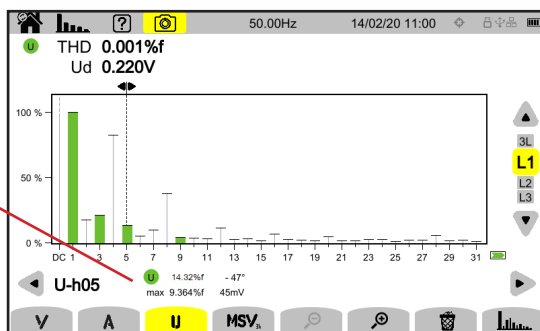 ? 50.00Hz 14/02/20 11:00
U THD 0.001%f
Ud 0.220V
100 %
50 %
0 %
DC 1 3 5 7 9 11 13 15 17 19 21 23 25 27 29 31
3L
L1
L2
L3
U-h05 U 14.32%f - 47°
max 9.364%f 45mV
V A U MSV